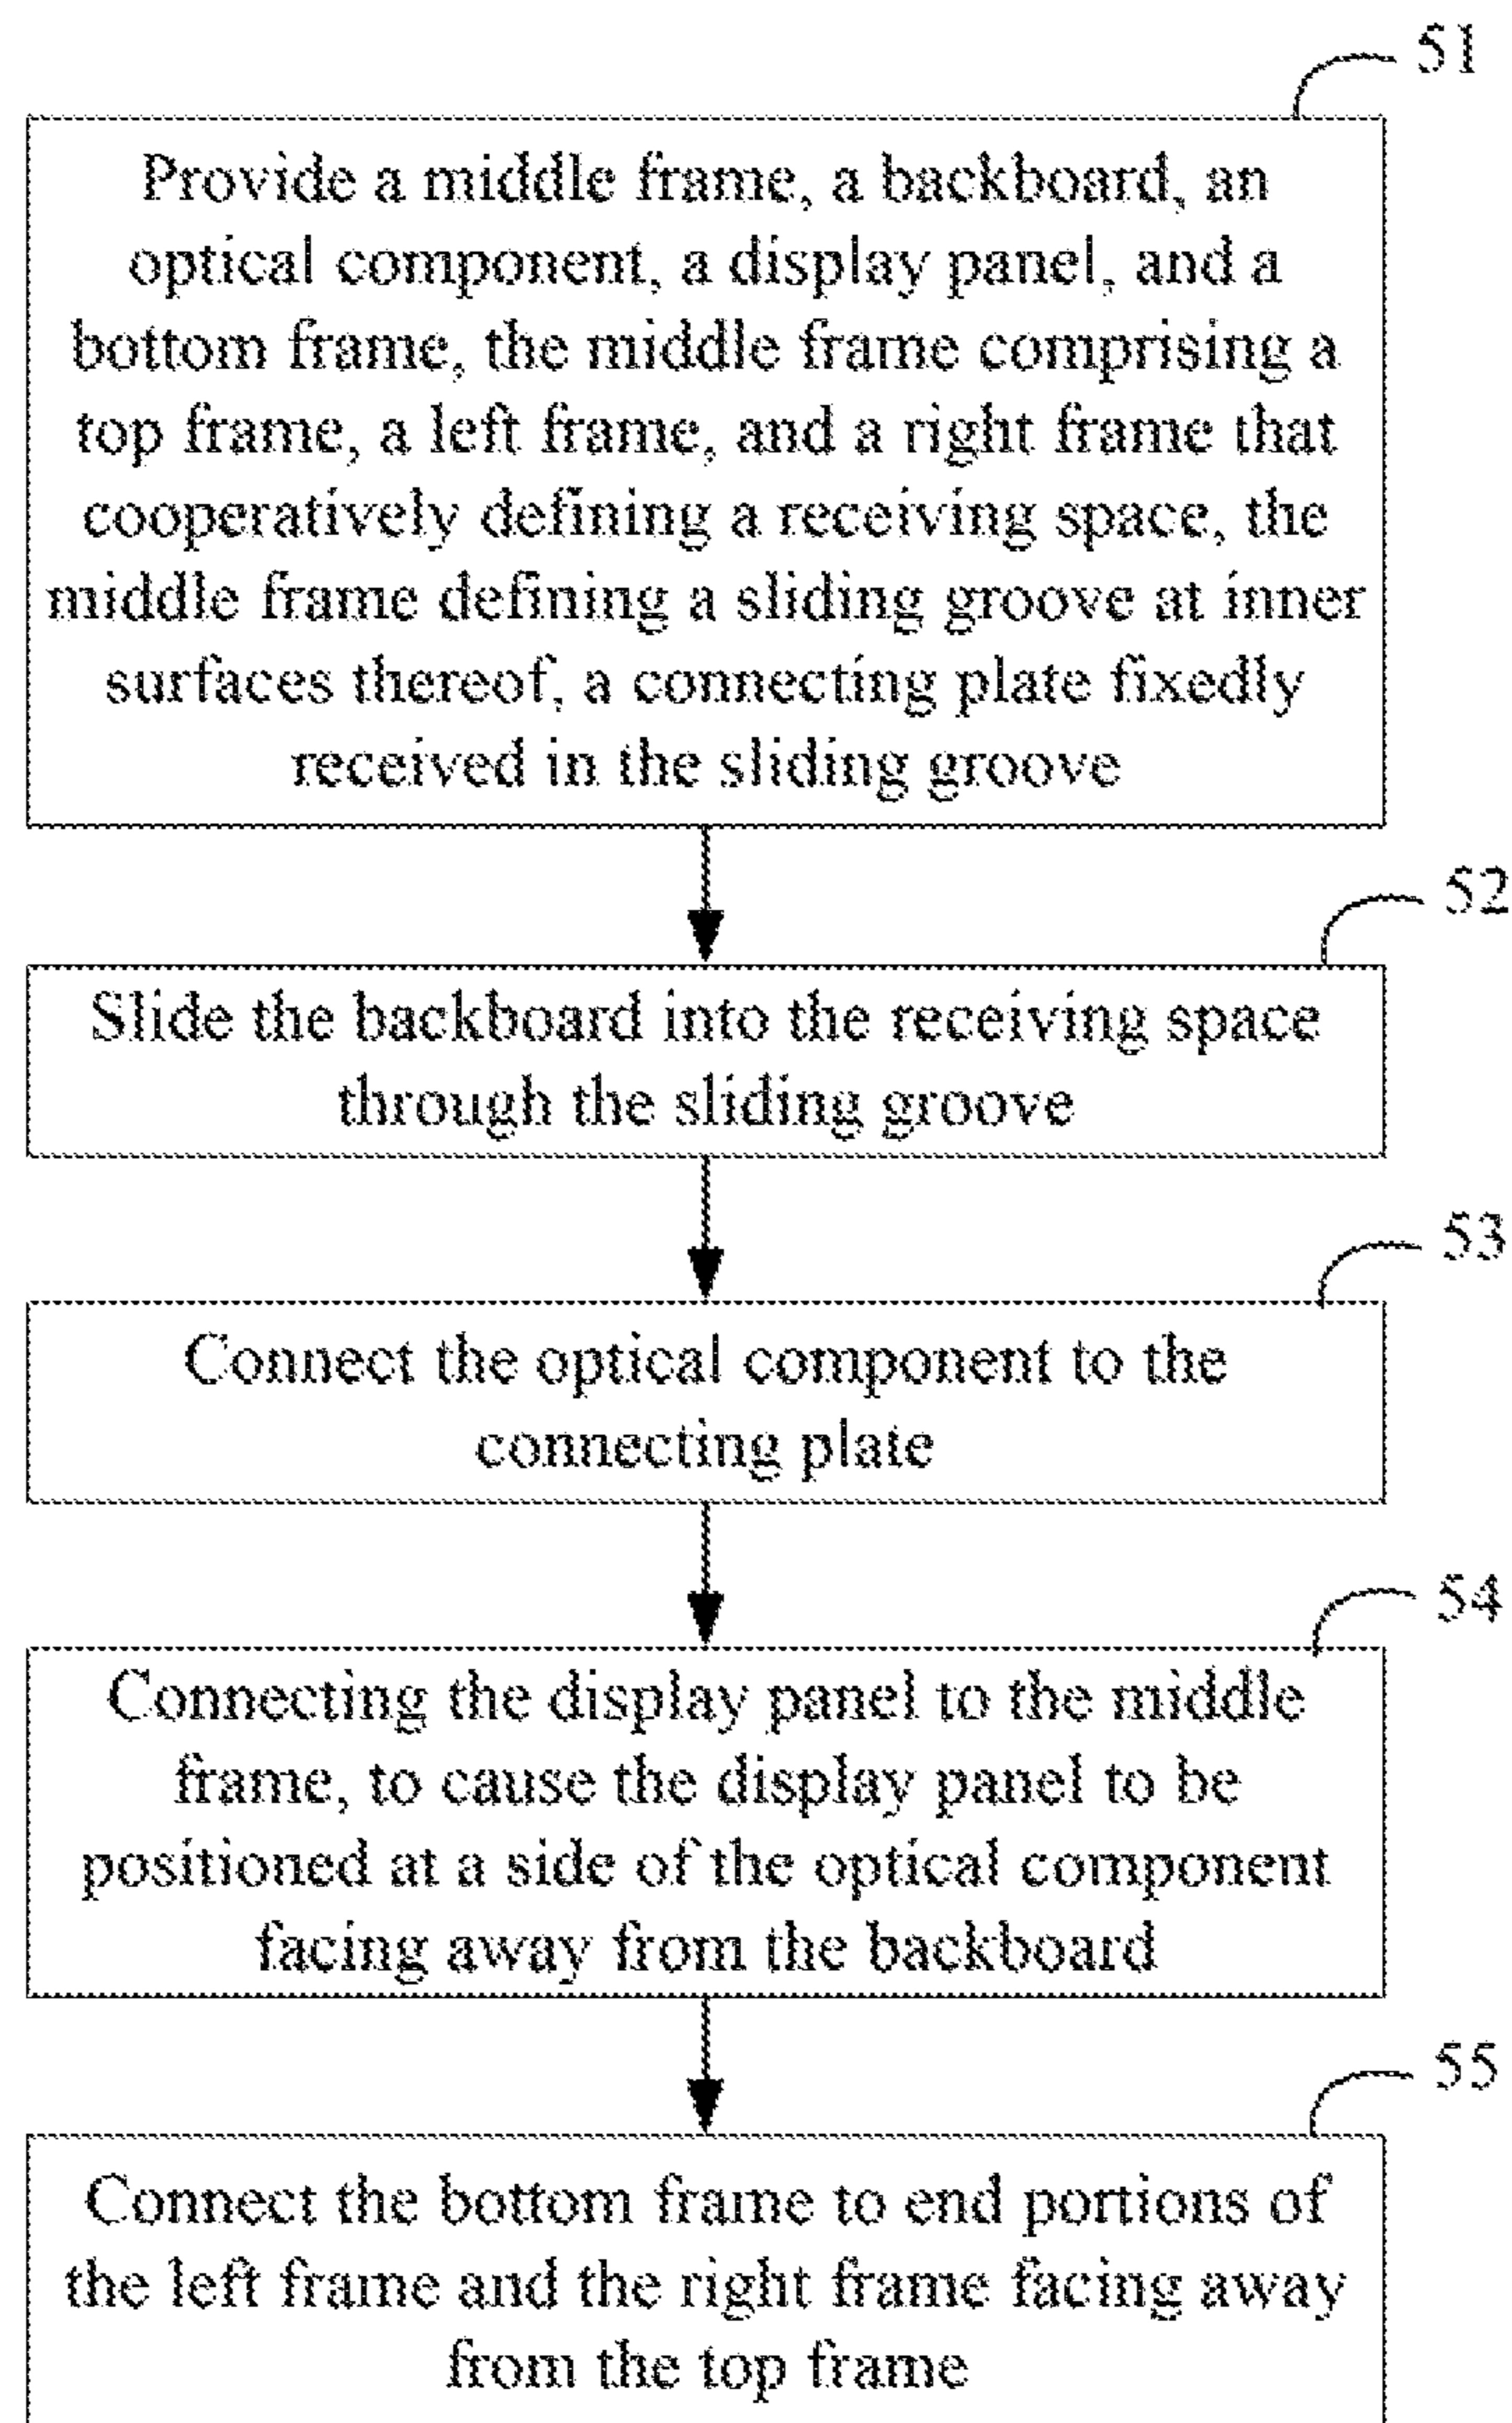 51
Provide a middle frame, a backboard, an
optical component, a display panel, and a
bottom frame, the middle frame comprising a
top frame, a left frame, and a right frame that
cooperatively defining a receiving space, the
middle frame defining a sliding groove at inner
surfaces thereof, a connecting plate fixedly
received in the sliding groove
52
Slide the backboard into the receiving space
through the sliding groove
53
Connect the optical component to the
connecting plate
54
Connecting the display panel to the middle
frame, to cause the display panel to be
positioned at a side of the optical component
facing away from the backboard
55
Connect the bottom frame to end portions of
the left frame and the right frame facing away
from the top frame